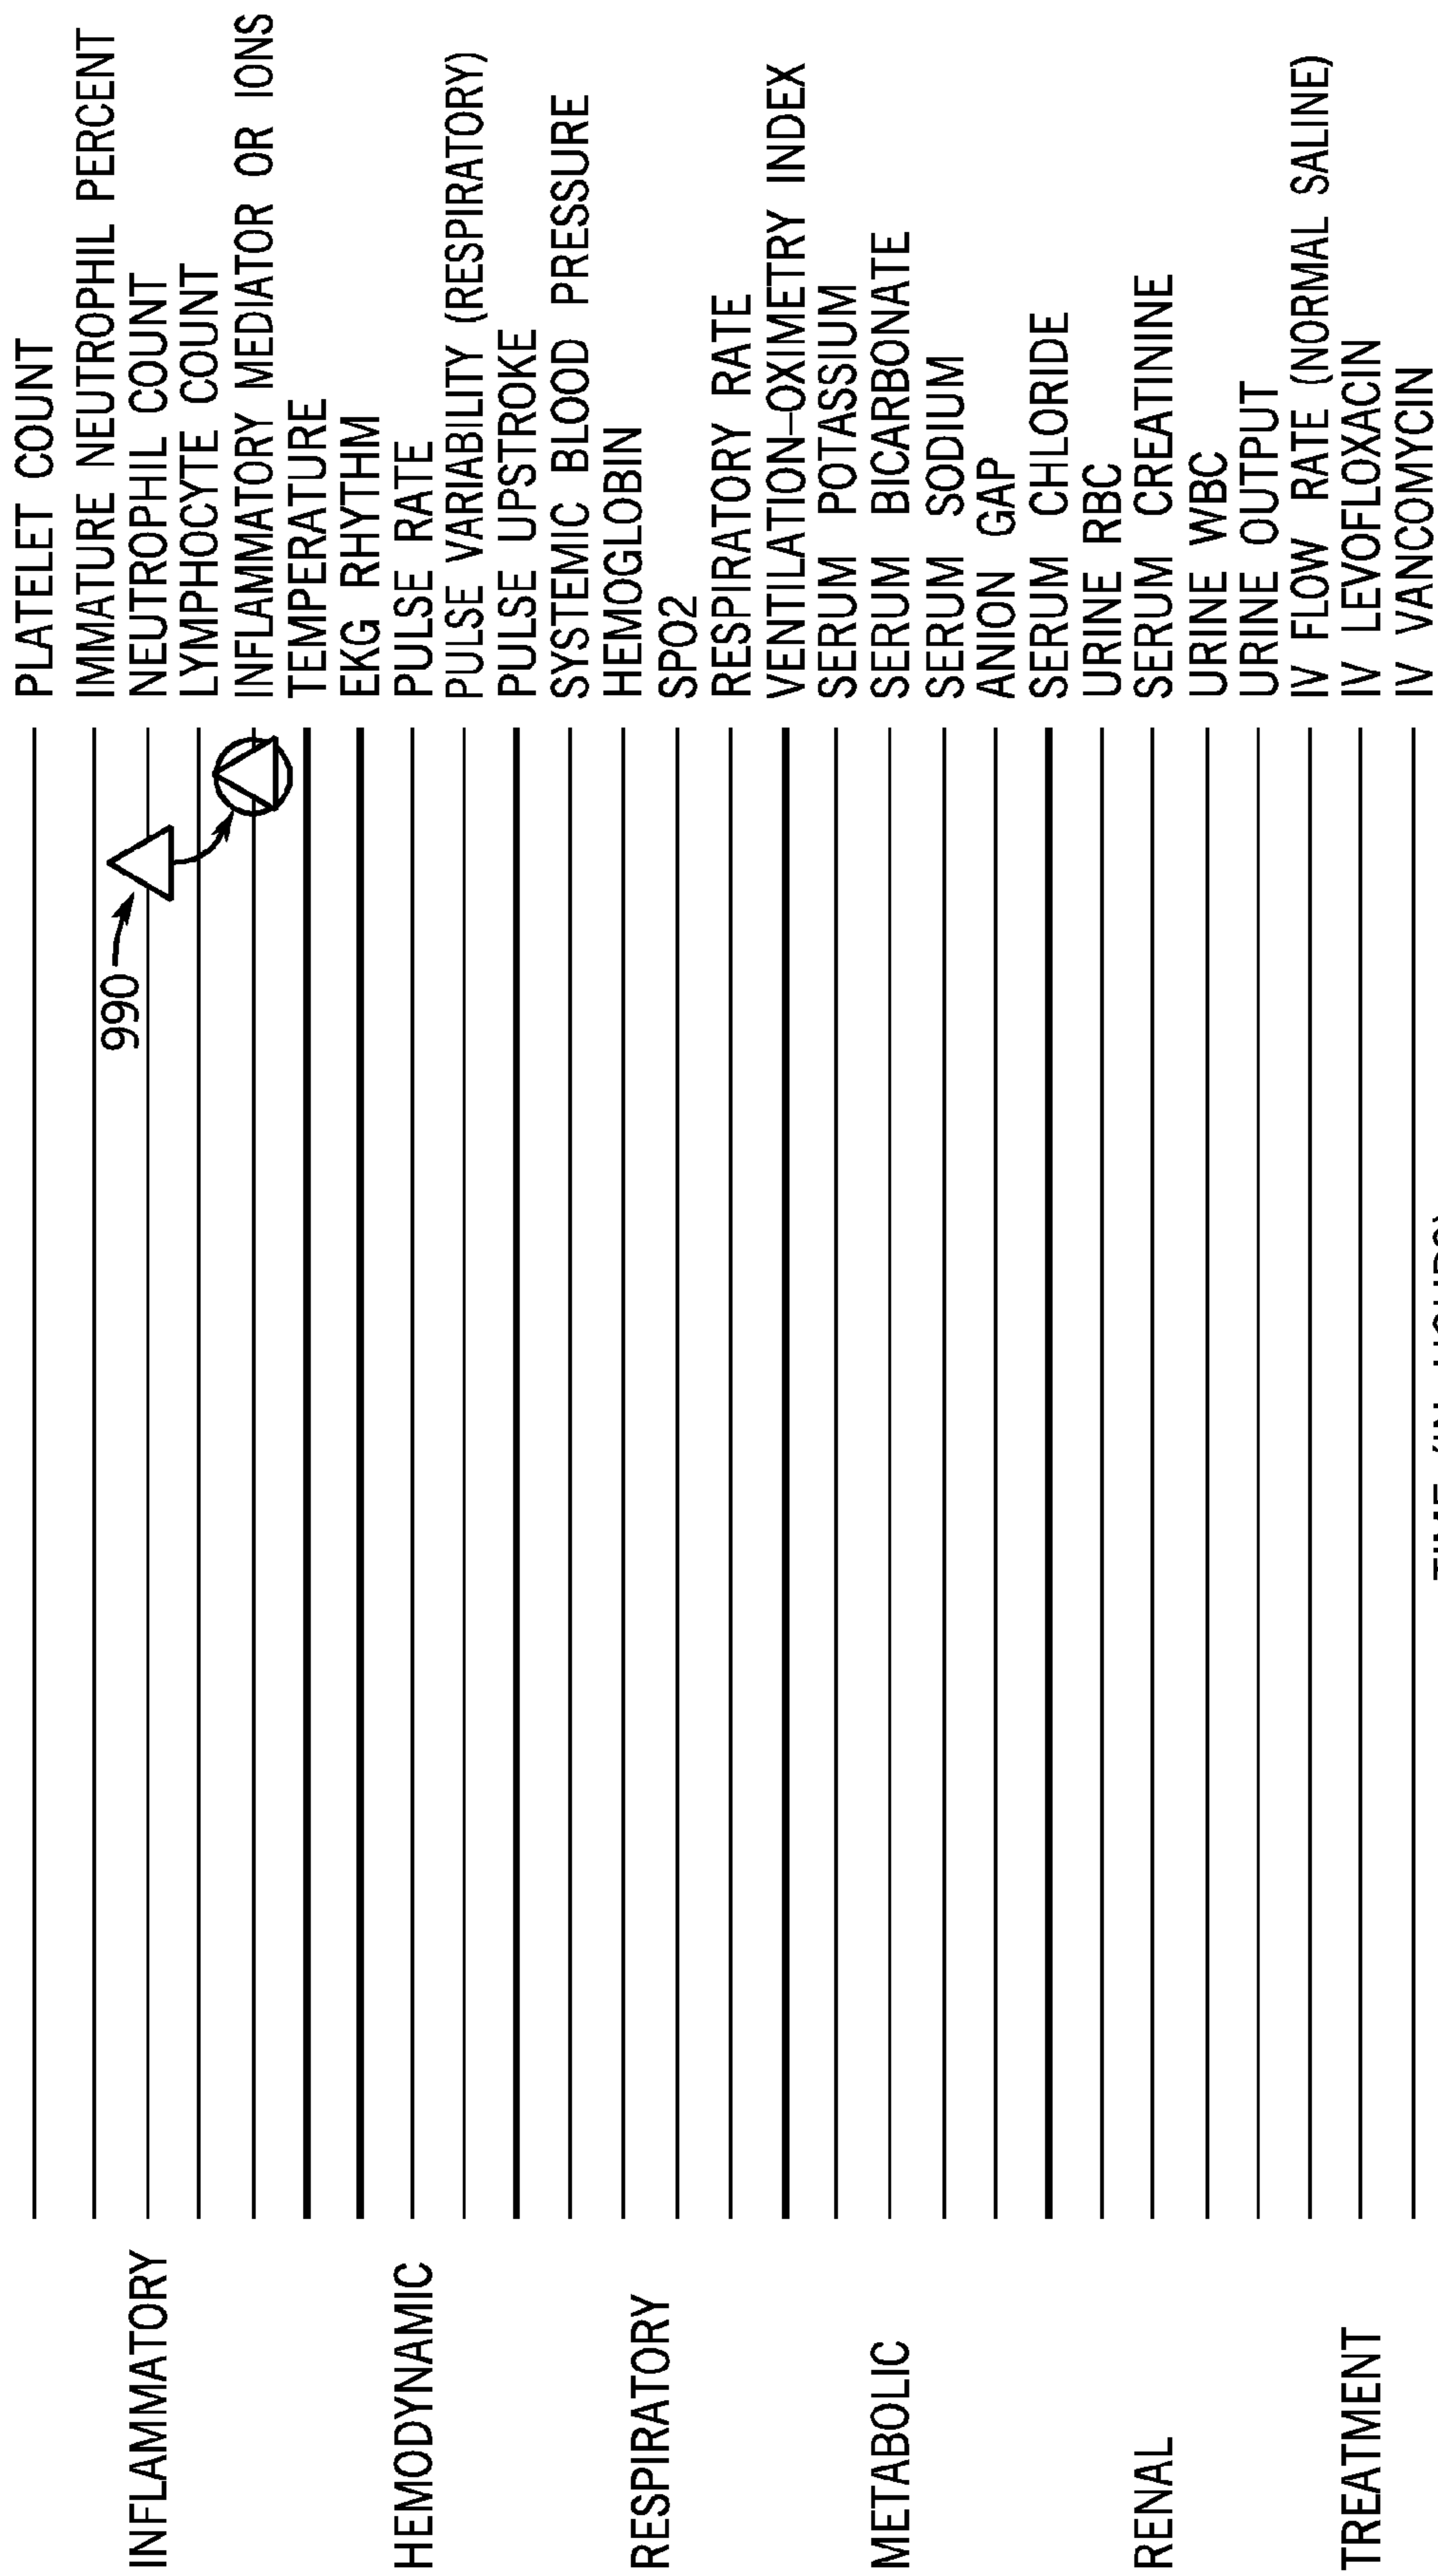 PLATELET COUNT
IMMATURE NEUTROPHIL PERCENT
990
INFLAMMATORY
NEUTROPHIL COUNT
LYMPHOCYTE COUNT
INFLAMMATORY MEDIATOR OR IONS
TEMPERATURE
EKG RHYTHM
HEMODYNAMIC
PULSE RATE
PULSE VARIABILITY (RESPIRATORY)
PULSE UPSTROKE
SYSTEMIC BLOOD PRESSURE
HEMOGLOBIN
RESPIRATORY
SPO2
RESPIRATORY RATE
VENTILATION-OXIMETRY INDEX
SERUM POTASSIUM
METABOLIC
SERUM BICARBONATE
SERUM SODIUM
ANION GAP
SERUM CHLORIDE
URINE RBC
RENAL
SERUM CREATININE
URINE WBC
URINE OUTPUT
IV FLOW RATE (NORMAL SALINE)
TREATMENT
IV LEVOFLOXACIN
IV VANCOMYCIN